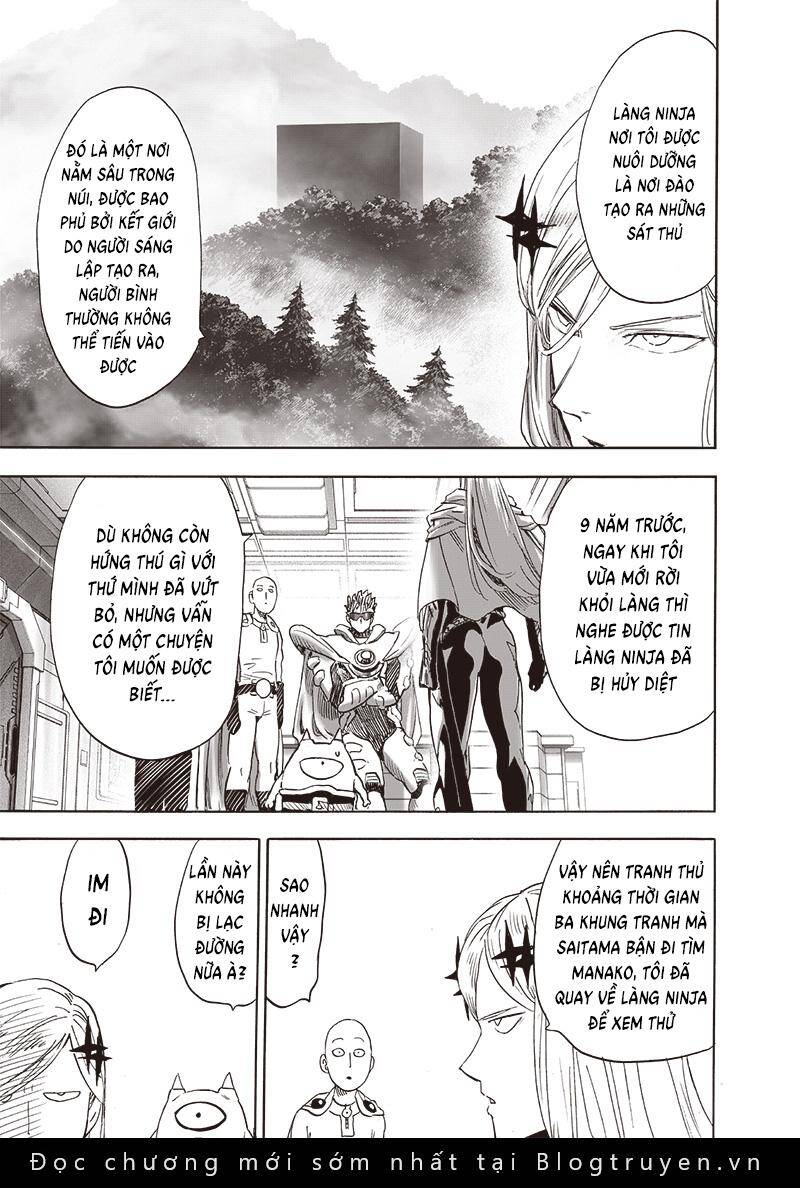 LÀNG NINJA
NƠI TÔI ĐƯỢC
NUÔI DƯỠNG
LÀ NƠI ĐÀO
TẠO RA NHỮNG
SÁT THỦ
ĐÓ LÀ MỘT NƠI
NẰM SÂU TRONG
NÚI, ĐƯỢC BAO
PHỦ BỞI KẾT GIỚI
DO NGƯỜI SÁNG
LẬP TẠO RA,
NGƯỜI BÌNH
THƯỜNG KHÔNG
THỂ TIẾN VÀO
ĐƯỢC
9 NĂM TRƯỚC,
NGAY KHI TÔI
VỪA MỚI RỜI
KHỎI LÀNG THÌ
NGHE ĐƯỢC TIN
LÀNG NINJA ĐÃ
BỊ HỦY DIỆT
DÙ KHÔNG CÒN
HỨNG THÚ GÌ VỚI
THỨ MÌNH ĐÃ VỨT
BỎ, NHƯNG VẪN
CÓ MỘT CHUYỆN
TÔI MUỐN ĐƯỢC
BIẾT...
VẬY NÊN TRANH THỦ
KHOẢNG THỜI GIAN
BA KHUNG TRANH MÀ
SAITAMA BẬN ĐI TÌM
MANAKO, TÔI ĐÃ
QUAY VỀ LÀNG NINJA
ĐỂ XEM THỬ
SAO
NHANH
VẬY
?
LẦN NÀY
KHÔNG
BỊ LẠC
ĐƯỜNG
NỮA À?
IM
ĐI
Đọc chương mới sớm nhất tại Blogtruyen.vn